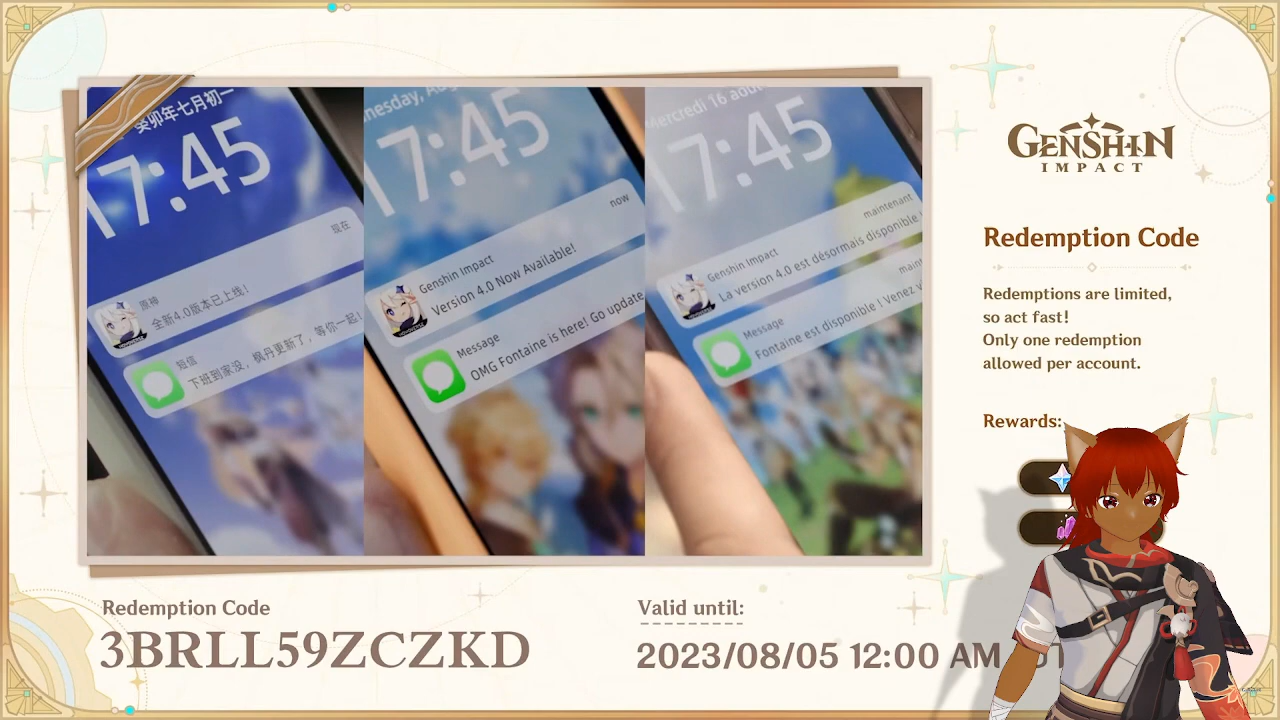 癸卯年七月初一
17:45
现在
原神
全新4.0版本已上线!
短信
下班到家没,枫丹更新了,等你一起!
17:45
now
Genshin Impact
Version 4.0 Now Available!
Message
OMG Fontaine is here! Go update
Mercredi 16 août
17:45
maintenant
Genshin Impact
La version 4.0 est désormais disponible !
Message
Fontaine est disponible ! Venez
GENSHIN
IMPACT
Redemption Code
Redemptions are limited,
so act fast!
Only one redemption
allowed per account.
Rewards:
Redemption Code
3BRLL59ZCZKD
Valid until:
2023/08/05 12:00 AM